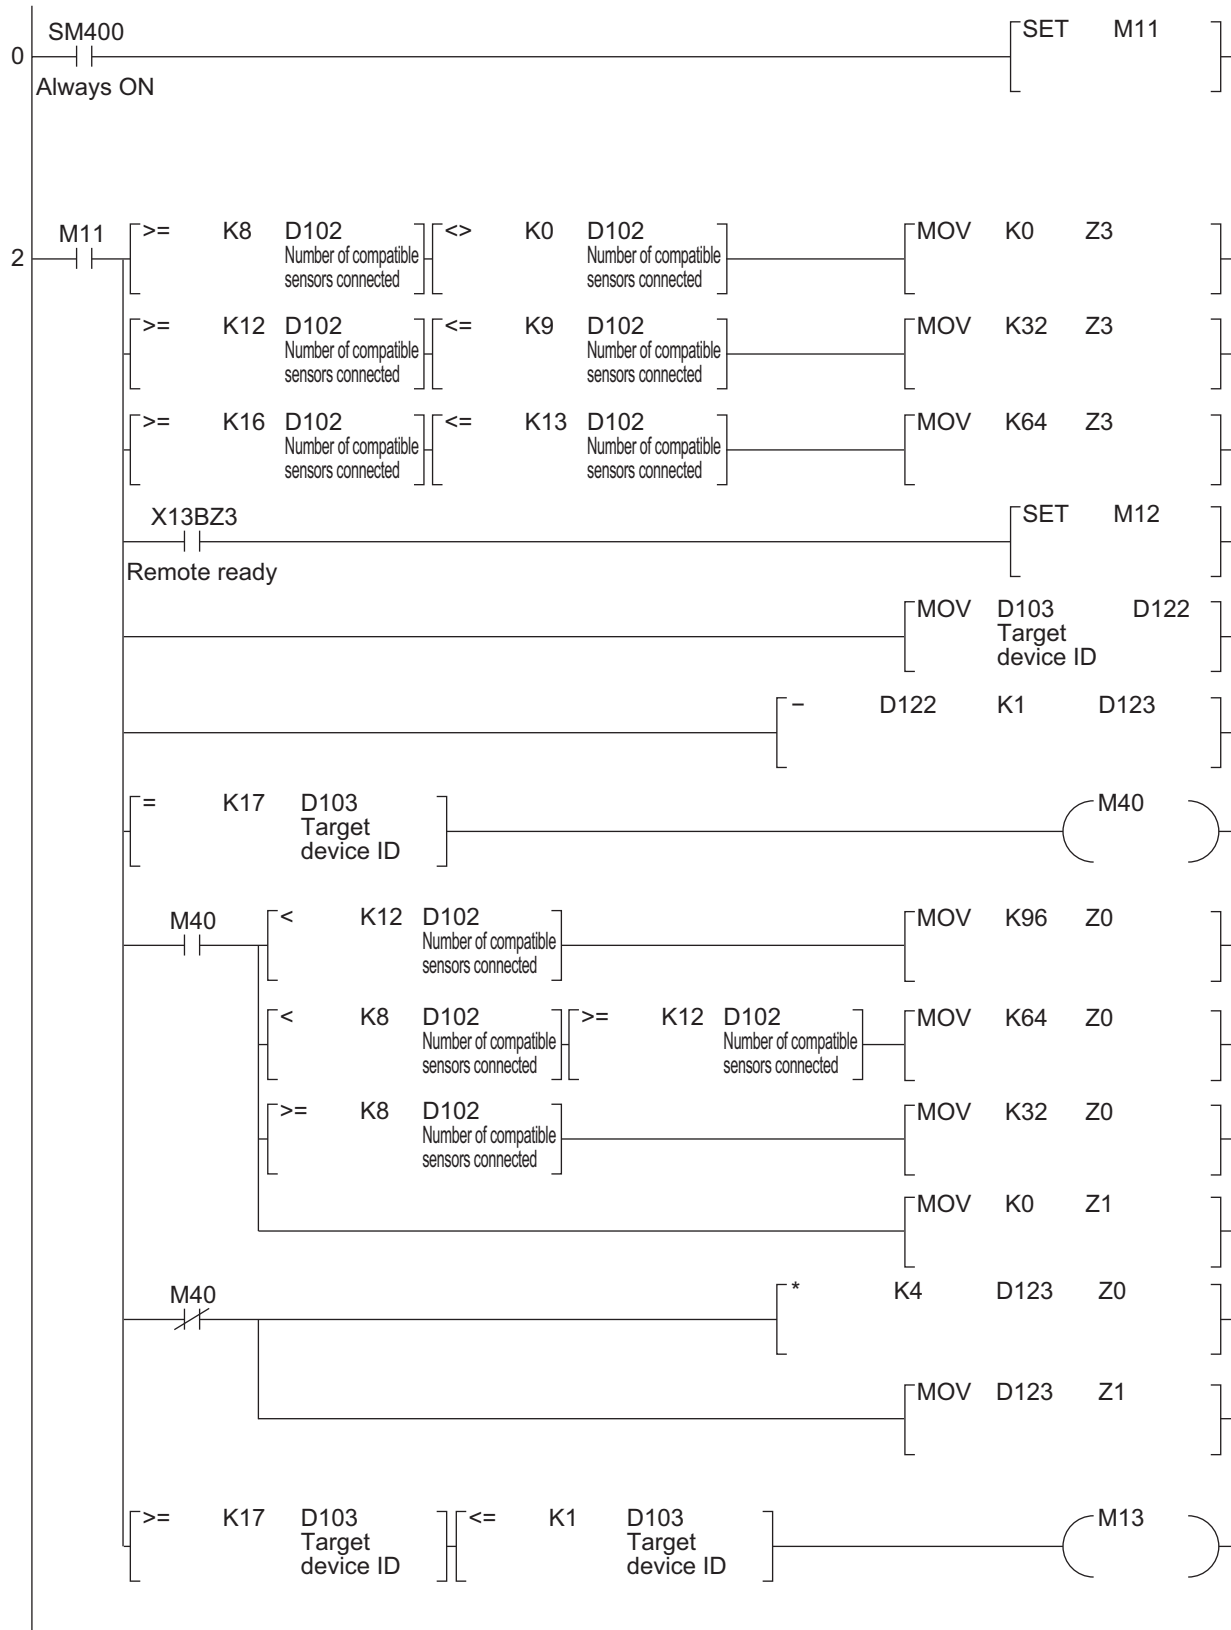 SM400
SET M11
0
Always ON
M11
>= K8 D102
Number of compatible
sensors connected
<> K0 D102
Number of compatible
sensors connected
MOV K0 Z3
2
>= K12 D102
Number of compatible
sensors connected
<= K9 D102
Number of compatible
sensors connected
MOV K32 Z3
>= K16 D102
Number of compatible
sensors connected
<= K13 D102
Number of compatible
sensors connected
MOV K64 Z3
X13BZ3
Remote ready
SET M12
MOV D103 D122
Target
device ID
− D122 K1 D123
= K17 D103
Target
device ID
M40
M40
< K12 D102
Number of compatible
sensors connected
MOV K96 Z0
< K8 D102
Number of compatible
sensors connected
>= K12 D102
Number of compatible
sensors connected
MOV K64 Z0
>= K8 D102
Number of compatible
sensors connected
MOV K32 Z0
MOV K0 Z1
M40
* K4 D123 Z0
MOV D123 Z1
>= K17 D103
Target
device ID
<= K1 D103
Target
device ID
M13